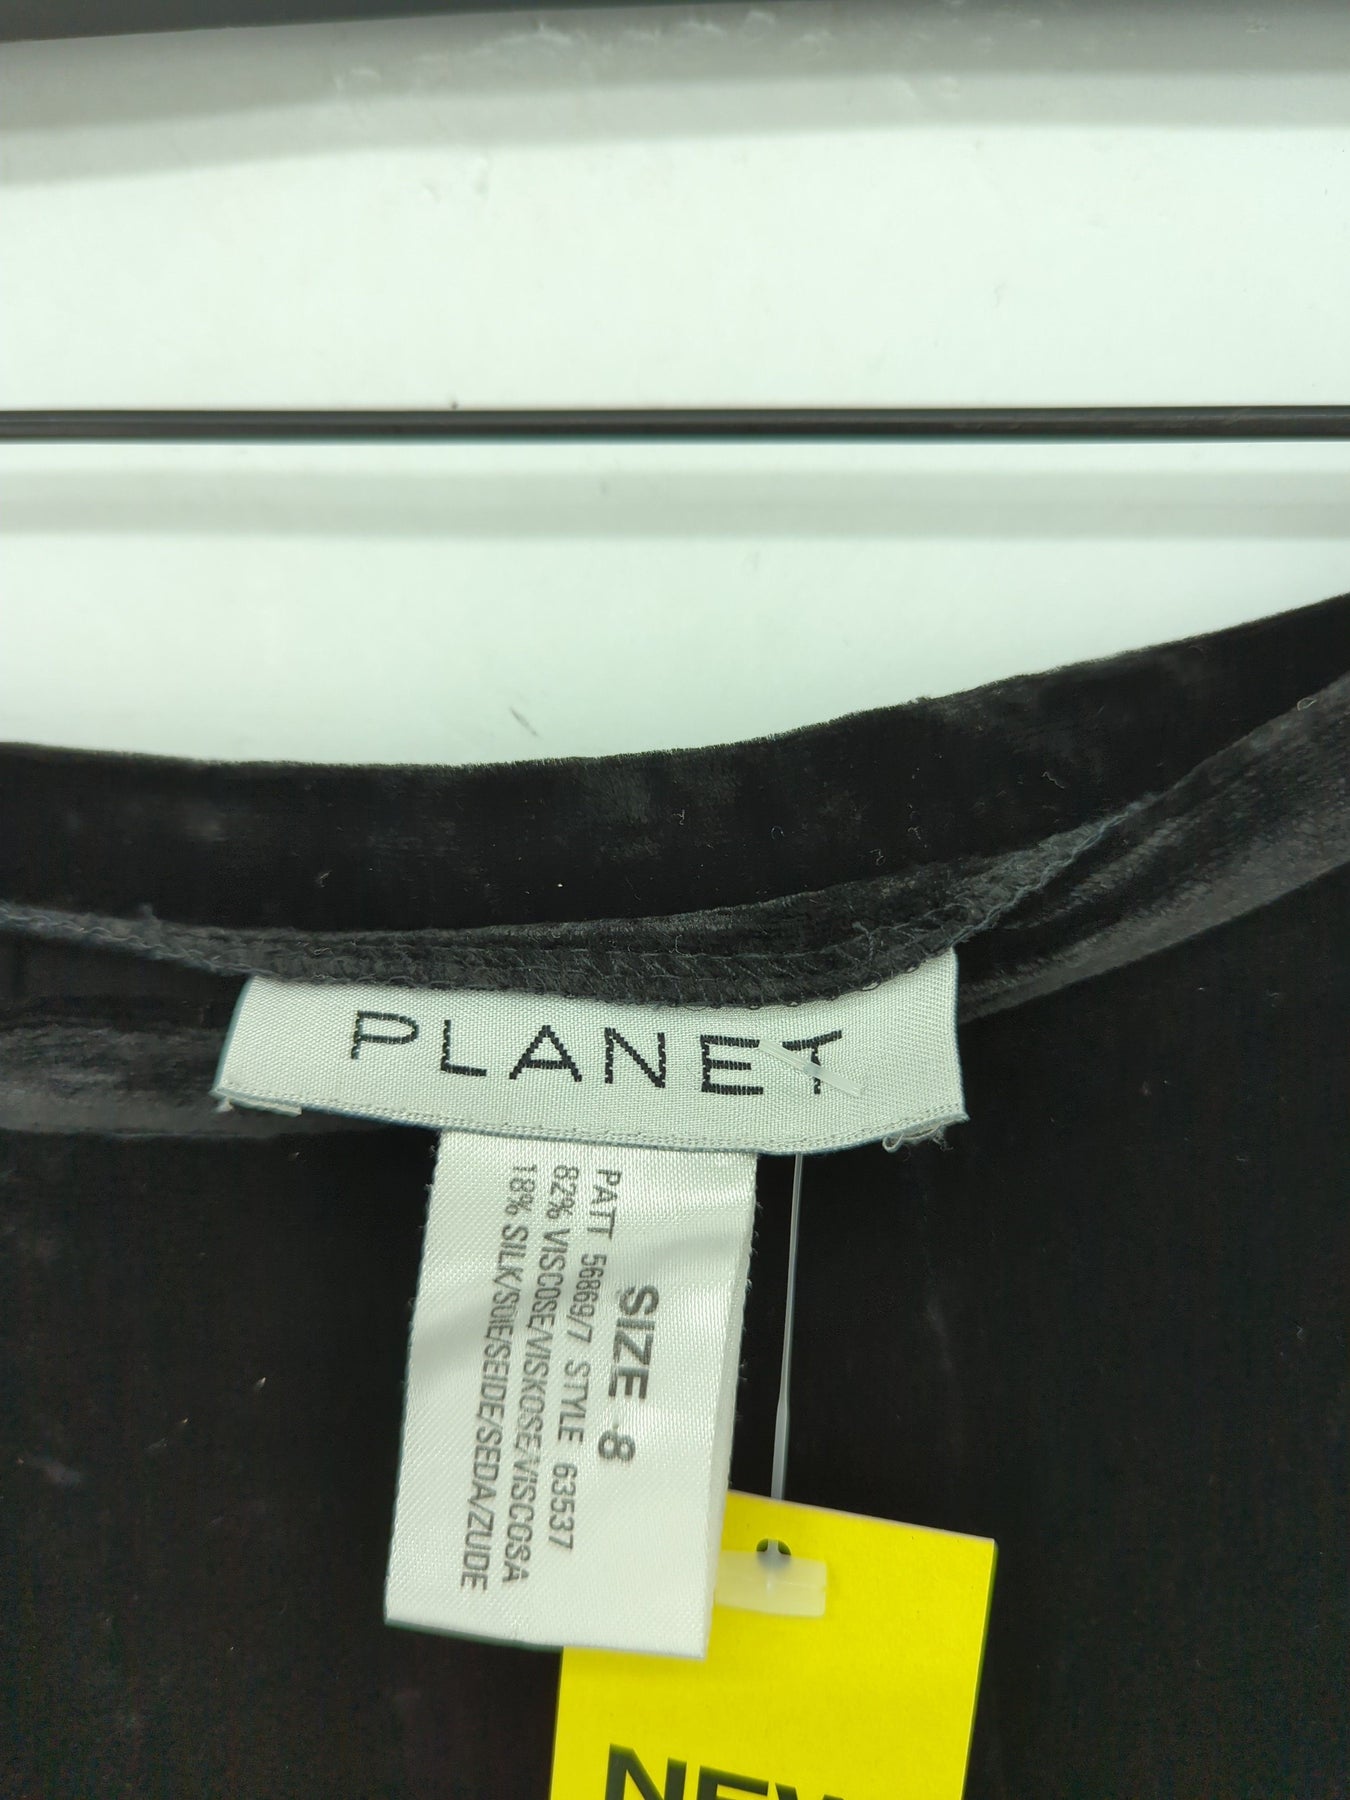 PLANET
SIZE 8
PATT 56869/7 STYLE 63537
82% VISCOSE/VISKOSE/VISCOSA
18% SILK/SOIE/SEIDE/SEDA/ZIJDE